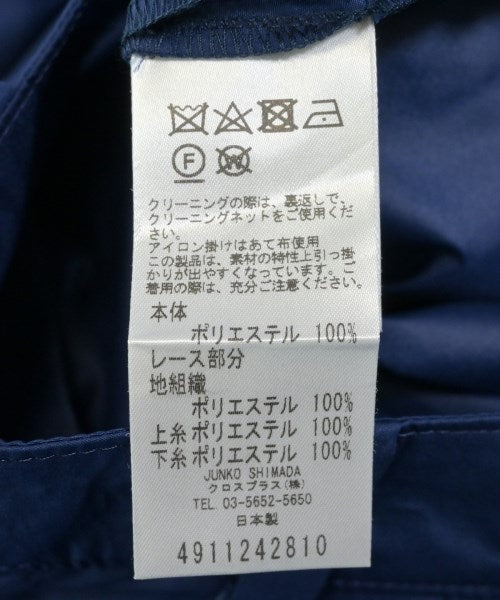 F W
クリーニングの際は、裏返しで、
クリーニングネットをご使用くだ
さい。
アイロン掛けはあて布使用
この製品は、素材の特性上引っ掛
かりが出やすくなっています。ご
着用の際は、充分ご注意ください。
本体
ポリエステル 100%
レース部分
地組織
ポリエステル 100%
上糸 ポリエステル 100%
下糸 ポリエステル 100%
JUNKO SHIMADA
クロスプラス(株)
TEL 03-5652-5650
日本製
4911242810